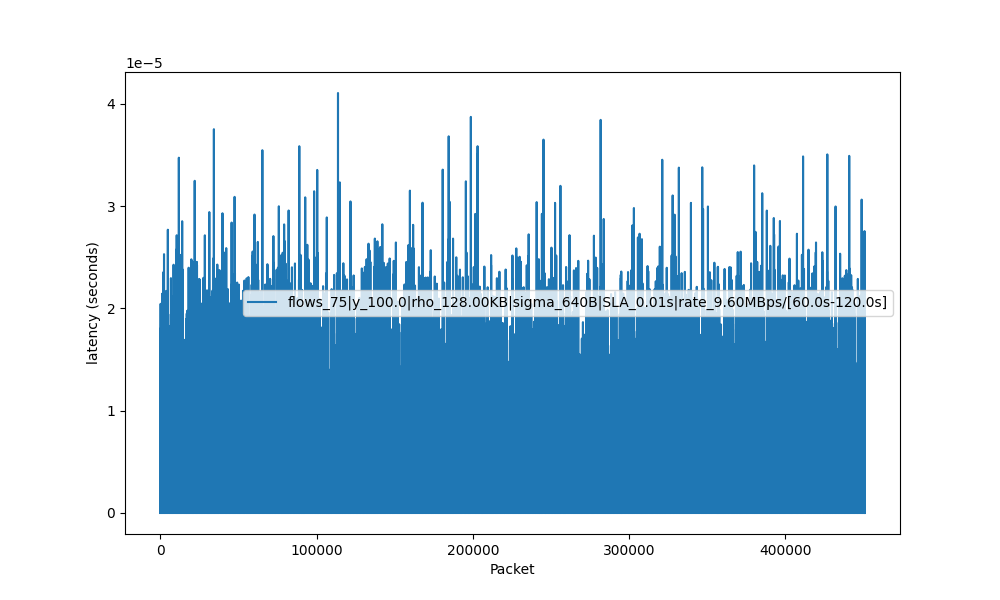 1e−5
4
3
2
1
0
latency (seconds)
flows_75|y_100.0|rho_128.00KB|sigma_640B|SLA_0.01s|rate_9.60MBps/[60.0s-120.0s]
0 100000 200000 300000 400000
Packet